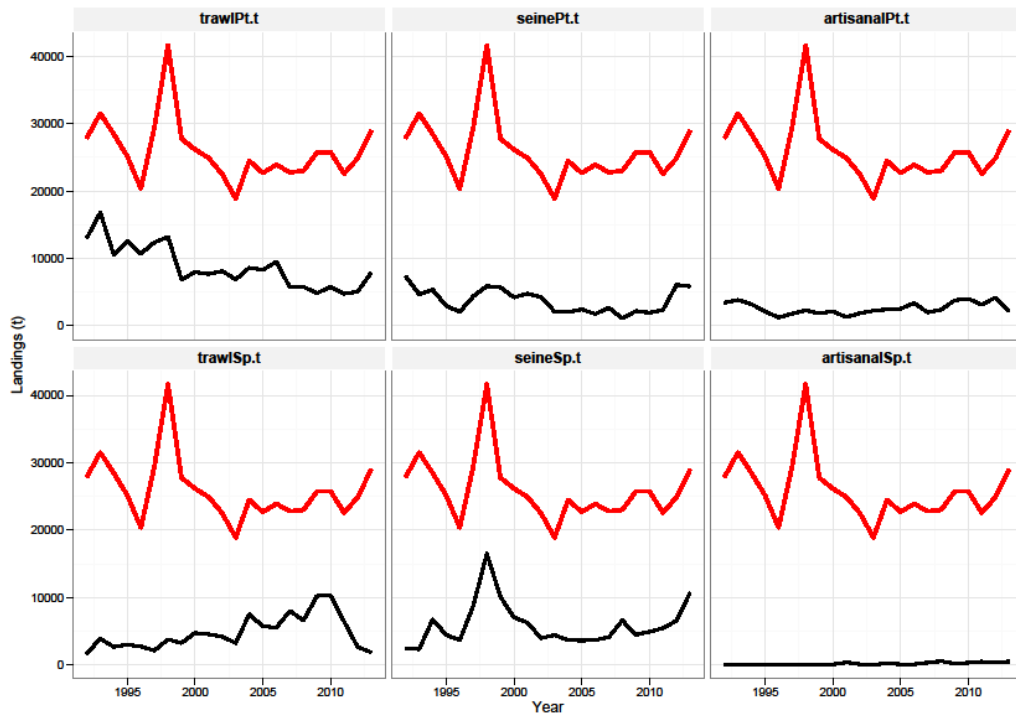 trawlPt.t seinePt.t artisanalPt.t
40000
30000
20000
10000
0
trawlSp.t seineSp.t artisanalSp.t
40000
30000
20000
10000
0
Landings (t)
1995 2000 2005 2010 1995 2000 2005 2010 1995 2000 2005 2010
Year